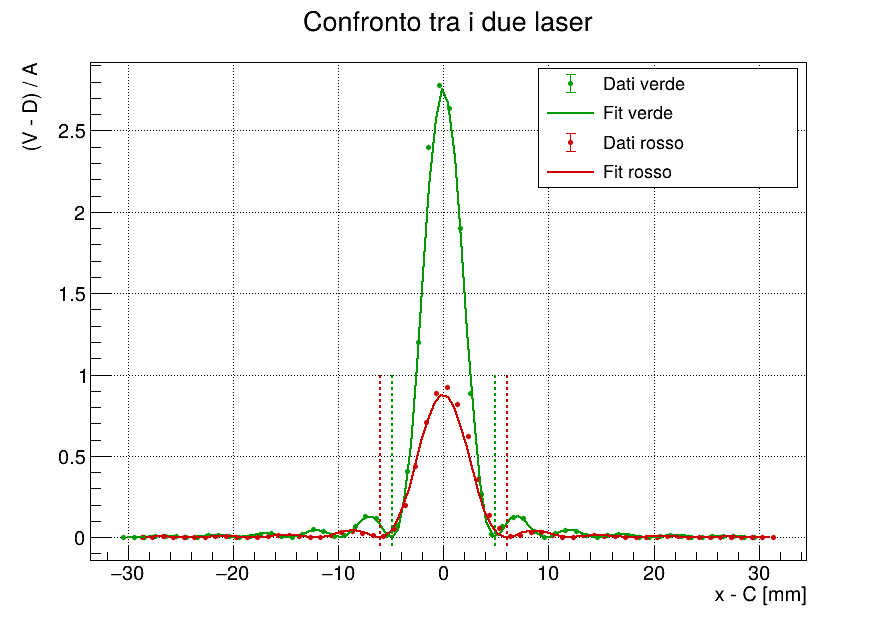 Confronto tra i due laser
(V - D) / A
Dati verde
Fit verde
Dati rosso
Fit rosso
2.5
2
1.5
1
0.5
0
−30 −20 −10 0 10 20 30
x - C [mm]